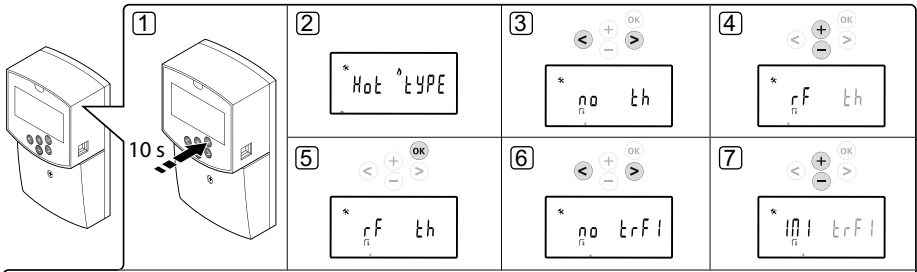 1
10 s
2
Hot tYPE
3
OK
< + >
−
no th
4
OK
< + >
−
rF th
5
OK
< + >
−
rF th
6
OK
< + >
−
no trF1
7
OK
< + >
−
1M1 trF1